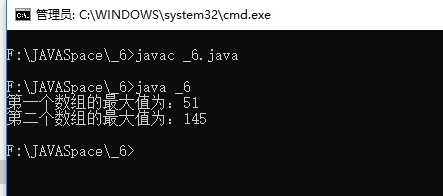 管理员: C:\WINDOWS\system32\cmd.exe
F:\JAVASpace\_6>javac _6.java
F:\JAVASpace\_6>java _6
第一个数组的最大值为：51
第二个数组的最大值为：145
F:\JAVASpace\_6>